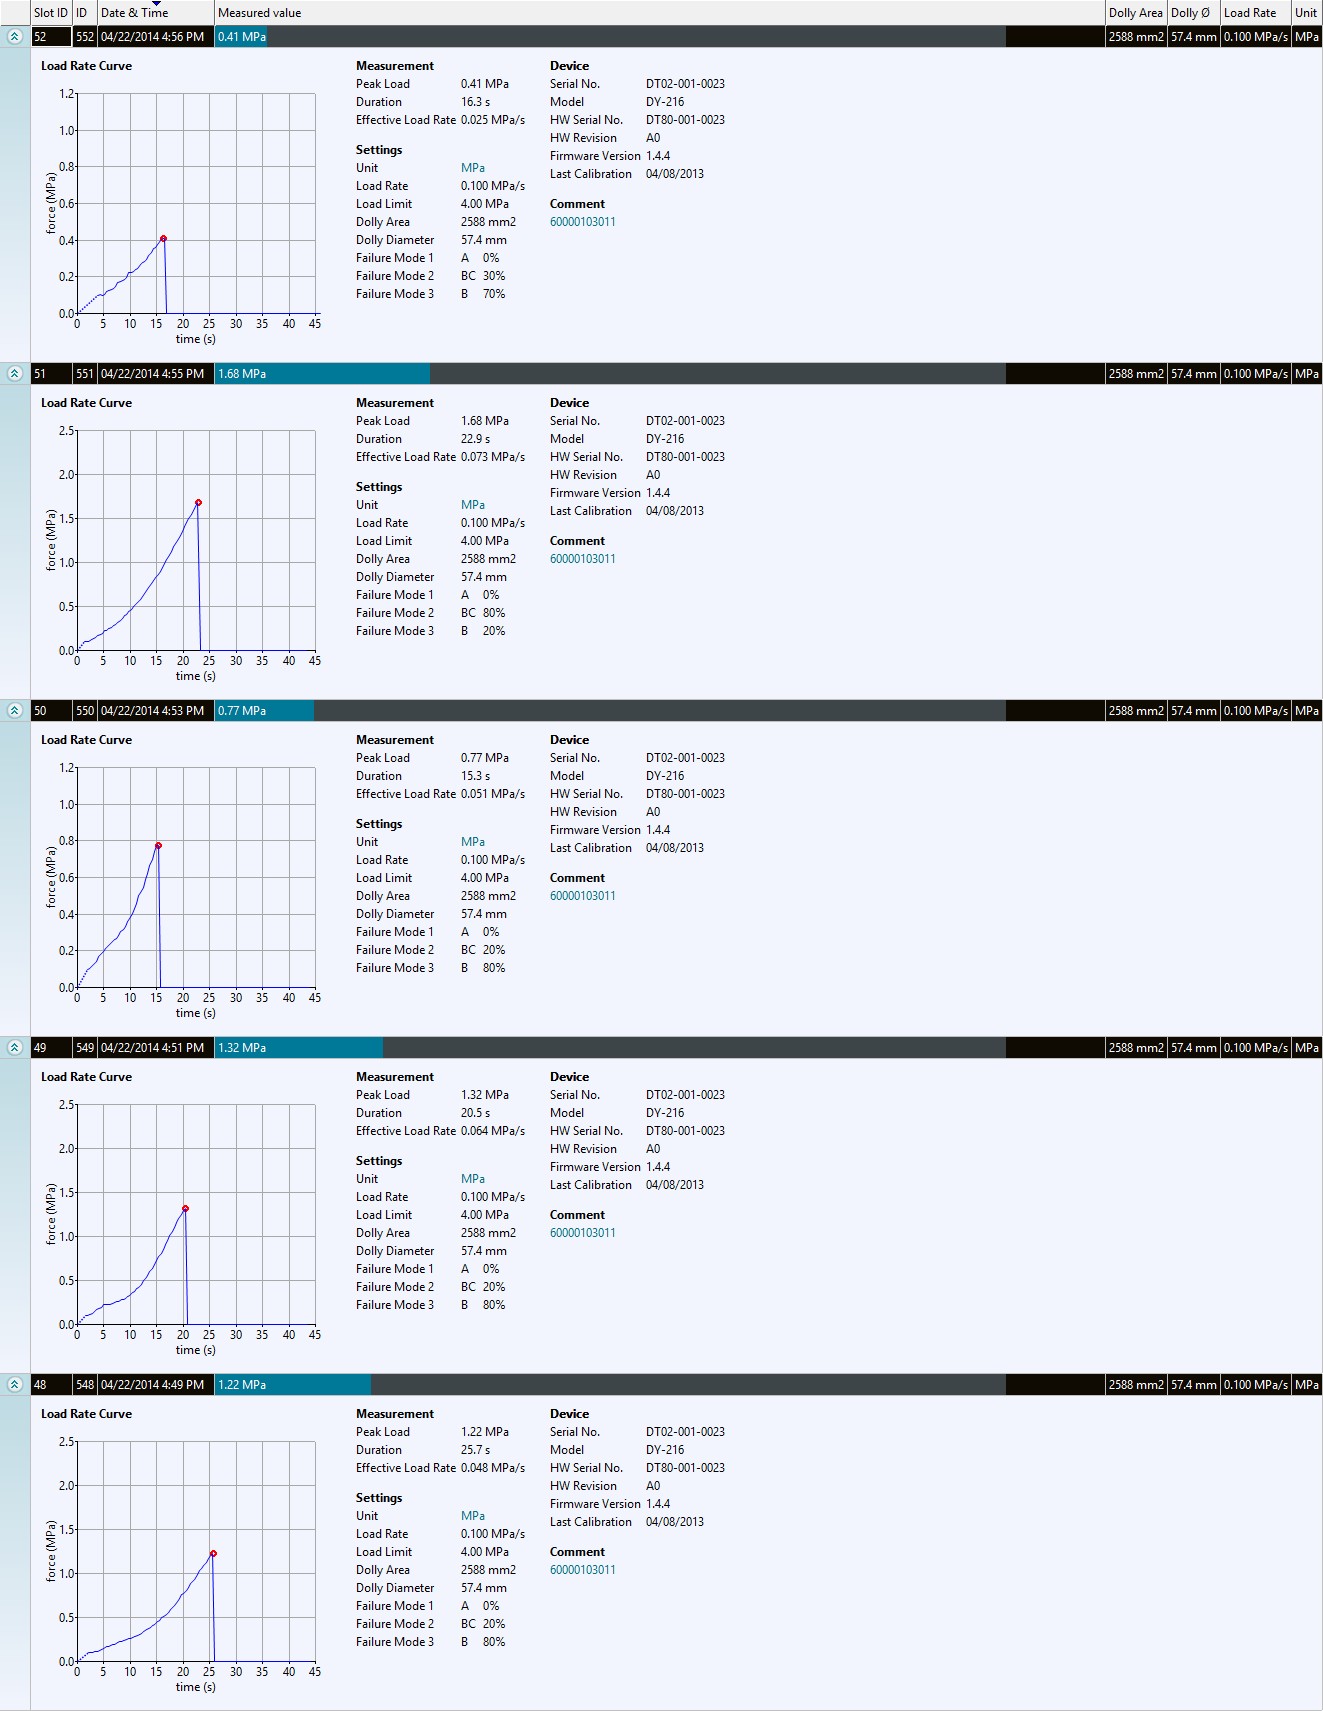 Slot ID ID Date & Time Measured value Dolly Area Dolly Ø Load Rate Unit
52 552 04/22/2014 4:56 PM 0.41 MPa 2588 mm2 57.4 mm 0.100 MPa/s MPa
Load Rate Curve Measurement Device
Peak Load 0.41 MPa Serial No. DT02-001-0023
1.2 Duration 16.3 s Model DY-216
Effective Load Rate 0.025 MPa/s HW Serial No. DT80-001-0023
1.0 HW Revision A0
Settings Firmware Version 1.4.4
0.8 Unit MPa Last Calibration 04/08/2013
Load Rate 0.100 MPa/s
0.6 Load Limit 4.00 MPa Comment
force (MPa) Dolly Area 2588 mm2 60000103011
0.4 Dolly Diameter 57.4 mm
Failure Mode 1 A 0%
0.2 Failure Mode 2 BC 30%
Failure Mode 3 B 70%
0.0
0 5 10 15 20 25 30 35 40 45
time (s)
51 551 04/22/2014 4:55 PM 1.68 MPa 2588 mm2 57.4 mm 0.100 MPa/s MPa
Load Rate Curve Measurement Device
Peak Load 1.68 MPa Serial No. DT02-001-0023
2.5 Duration 22.9 s Model DY-216
Effective Load Rate 0.073 MPa/s HW Serial No. DT80-001-0023
2.0 HW Revision A0
Settings Firmware Version 1.4.4
1.5 Unit MPa Last Calibration 04/08/2013
Load Rate 0.100 MPa/s
force (MPa) Load Limit 4.00 MPa Comment
1.0 Dolly Area 2588 mm2 60000103011
Dolly Diameter 57.4 mm
0.5 Failure Mode 1 A 0%
Failure Mode 2 BC 80%
Failure Mode 3 B 20%
0.0
0 5 10 15 20 25 30 35 40 45
time (s)
50 550 04/22/2014 4:53 PM 0.77 MPa 2588 mm2 57.4 mm 0.100 MPa/s MPa
Load Rate Curve Measurement Device
Peak Load 0.77 MPa Serial No. DT02-001-0023
1.2 Duration 15.3 s Model DY-216
Effective Load Rate 0.051 MPa/s HW Serial No. DT80-001-0023
1.0 HW Revision A0
Settings Firmware Version 1.4.4
0.8 Unit MPa Last Calibration 04/08/2013
Load Rate 0.100 MPa/s
0.6 Load Limit 4.00 MPa Comment
force (MPa) Dolly Area 2588 mm2 60000103011
0.4 Dolly Diameter 57.4 mm
Failure Mode 1 A 0%
0.2 Failure Mode 2 BC 20%
Failure Mode 3 B 80%
0.0
0 5 10 15 20 25 30 35 40 45
time (s)
49 549 04/22/2014 4:51 PM 1.32 MPa 2588 mm2 57.4 mm 0.100 MPa/s MPa
Load Rate Curve Measurement Device
Peak Load 1.32 MPa Serial No. DT02-001-0023
2.5 Duration 20.5 s Model DY-216
Effective Load Rate 0.064 MPa/s HW Serial No. DT80-001-0023
2.0 HW Revision A0
Settings Firmware Version 1.4.4
1.5 Unit MPa Last Calibration 04/08/2013
Load Rate 0.100 MPa/s
force (MPa) Load Limit 4.00 MPa Comment
1.0 Dolly Area 2588 mm2 60000103011
Dolly Diameter 57.4 mm
0.5 Failure Mode 1 A 0%
Failure Mode 2 BC 20%
Failure Mode 3 B 80%
0.0
0 5 10 15 20 25 30 35 40 45
time (s)
48 548 04/22/2014 4:49 PM 1.22 MPa 2588 mm2 57.4 mm 0.100 MPa/s MPa
Load Rate Curve Measurement Device
Peak Load 1.22 MPa Serial No. DT02-001-0023
2.5 Duration 25.7 s Model DY-216
Effective Load Rate 0.048 MPa/s HW Serial No. DT80-001-0023
2.0 HW Revision A0
Settings Firmware Version 1.4.4
1.5 Unit MPa Last Calibration 04/08/2013
Load Rate 0.100 MPa/s
force (MPa) Load Limit 4.00 MPa Comment
1.0 Dolly Area 2588 mm2 60000103011
Dolly Diameter 57.4 mm
0.5 Failure Mode 1 A 0%
Failure Mode 2 BC 20%
Failure Mode 3 B 80%
0.0
0 5 10 15 20 25 30 35 40 45
time (s)